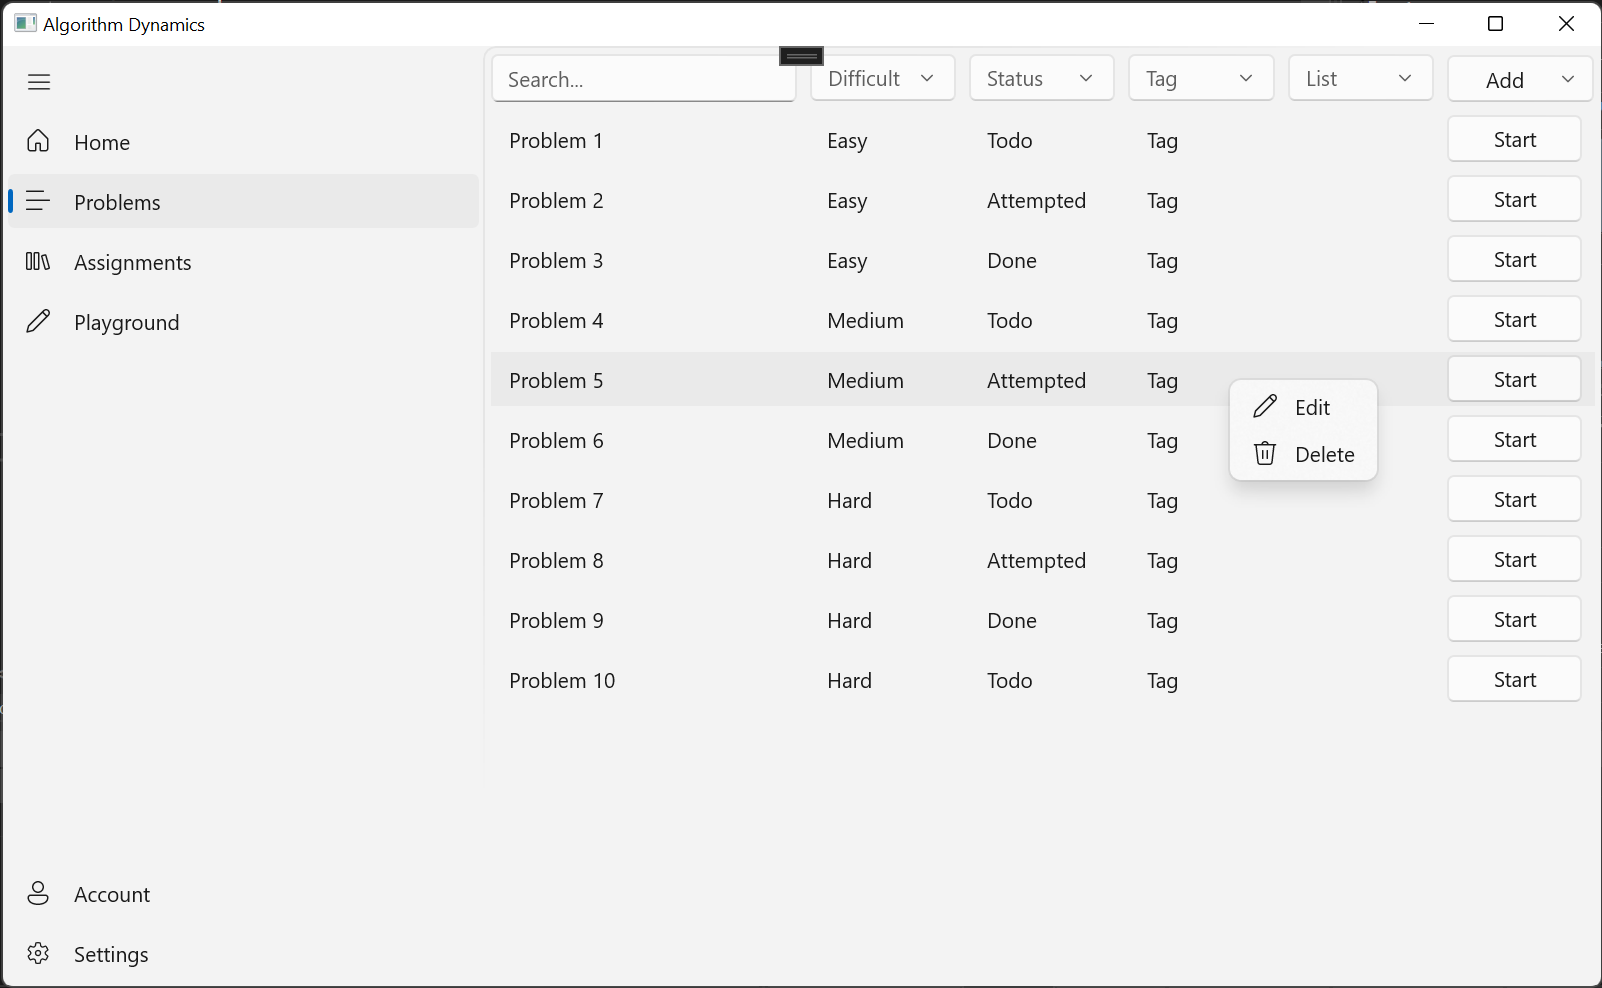 Algorithm Dynamics
Home
Problems
Assignments
Playground
Account
Settings
Search... Difficult Status Tag List Add
Problem 1 Easy Todo Tag Start
Problem 2 Easy Attempted Tag Start
Problem 3 Easy Done Tag Start
Problem 4 Medium Todo Tag Start
Problem 5 Medium Attempted Tag Start
Edit
Delete
Problem 6 Medium Done Tag Start
Problem 7 Hard Todo Tag Start
Problem 8 Hard Attempted Tag Start
Problem 9 Hard Done Tag Start
Problem 10 Hard Todo Tag Start